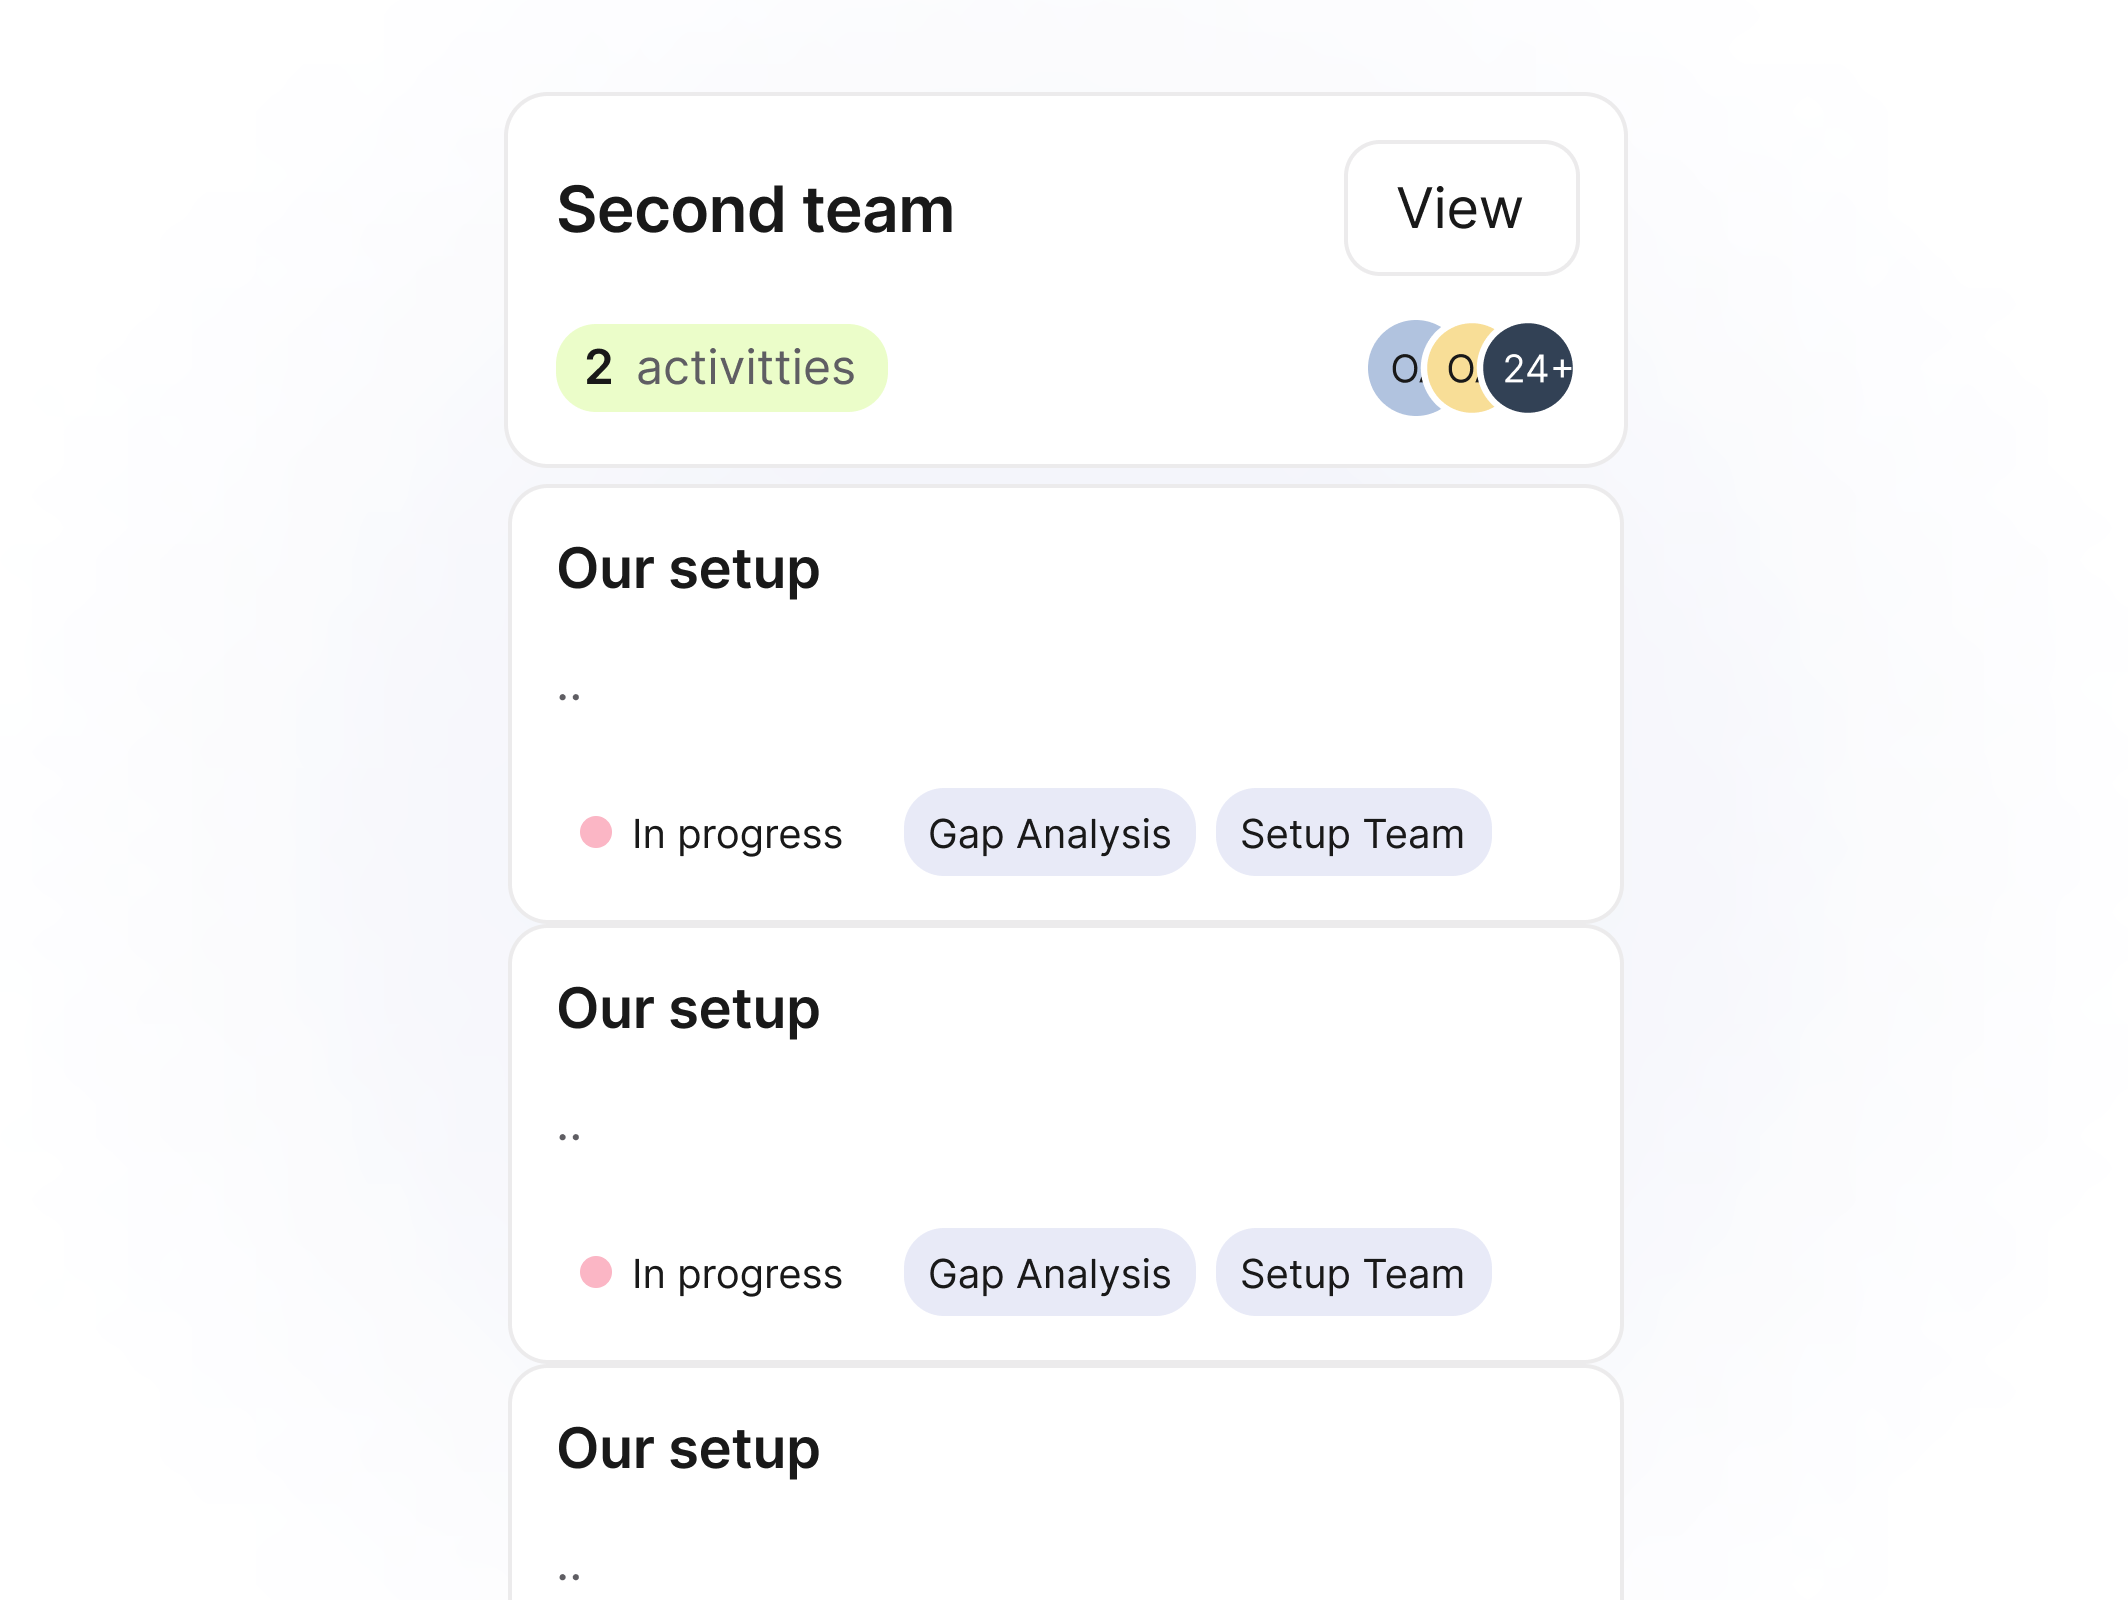 Second team
View
2 activitties
24+
Our setup
..
In progress
Gap Analysis
Setup Team
Our setup
..
In progress
Gap Analysis
Setup Team
Our setup
..